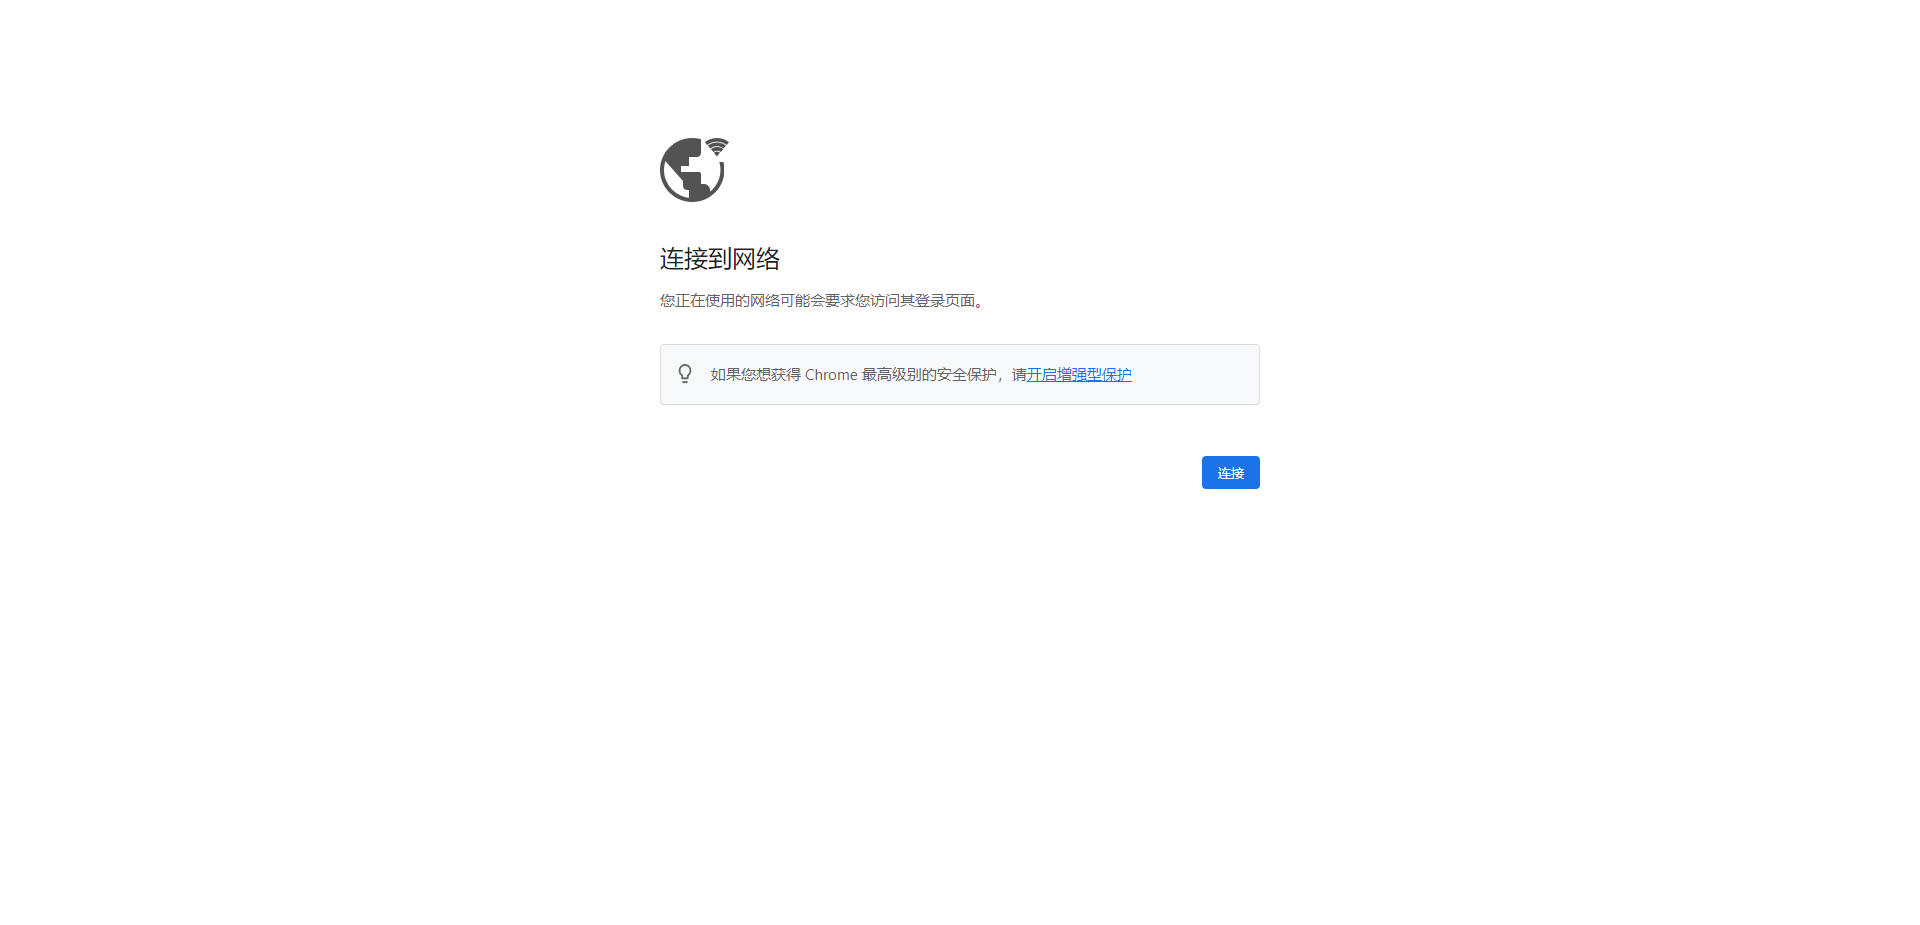 连接到网络
您正在使用的网络可能会要求您访问其登录页面。
如果您想获得 Chrome 最高级别的安全保护，请开启增强型保护
连接